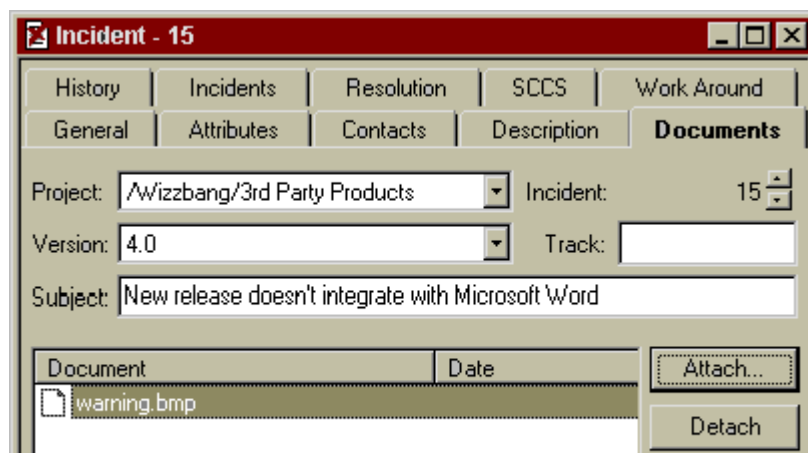 Incident - 15
History Incidents Resolution SCCS Work Around
General Attributes Contacts Description Documents
Project: /Wizzbang/3rd Party Products Incident: 15
Version: 4.0 Track:
Subject: New release doesn't integrate with Microsoft Word
Document Date Attach...
warning.bmp
Detach